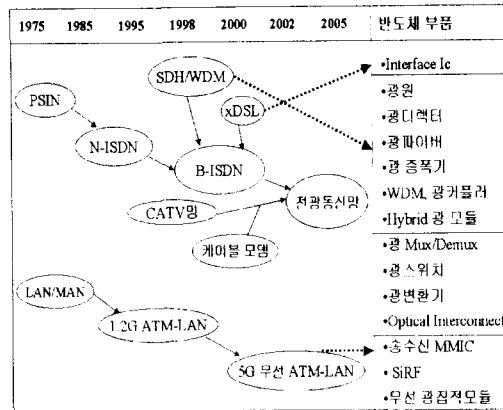 1975 1985 1995 1998 2000 2002 2005 반도체 부품
SDH/WDM
xDSL
PSIN
N-ISDN
B-ISDN
CATV망
전광통신망
케이블 모뎀
LAN/MAN
1.2G ATM-LAN
5G 무선 ATM-LAN
•Interface Ic
•광원
•광디렉터
•광파이버
•광 증폭기
•WDM, 광커플러
•Hybrid 광 모듈
•광 Mux/Demux
•광스위치
•광변환기
•Optical Interconnect
•송수신 MMIC
• SiRF
•무선 광집적모듈